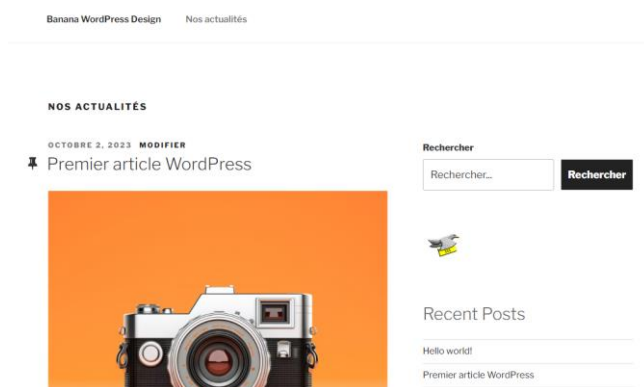 Banana WordPress Design Nos actualités
NOS ACTUALITÉS
OCTOBRE 2, 2023 MODIFIER
Premier article WordPress
Rechercher
Rechercher... Rechercher
Recent Posts
Hello world!
Premier article WordPress